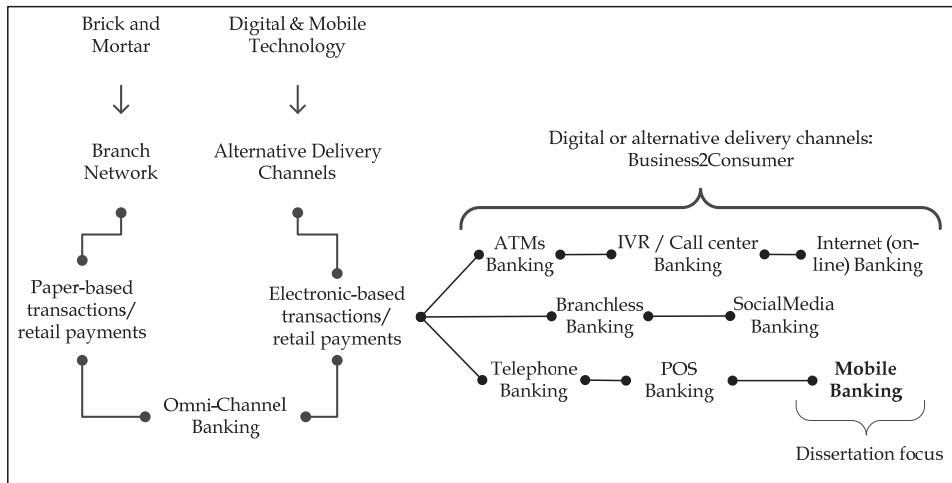 Brick and
Mortar
Digital & Mobile
Technology
Branch
Network
Alternative Delivery
Channels
Digital or alternative delivery channels:
Business2Consumer
Paper-based
transactions/
retail payments
Electronic-based
transactions/
retail payments
Omni-Channel
Banking
ATMs
Banking
IVR / Call center
Banking
Internet (on-
line) Banking
Branchless
Banking
SocialMedia
Banking
Telephone
Banking
POS
Banking
Mobile
Banking
Dissertation focus